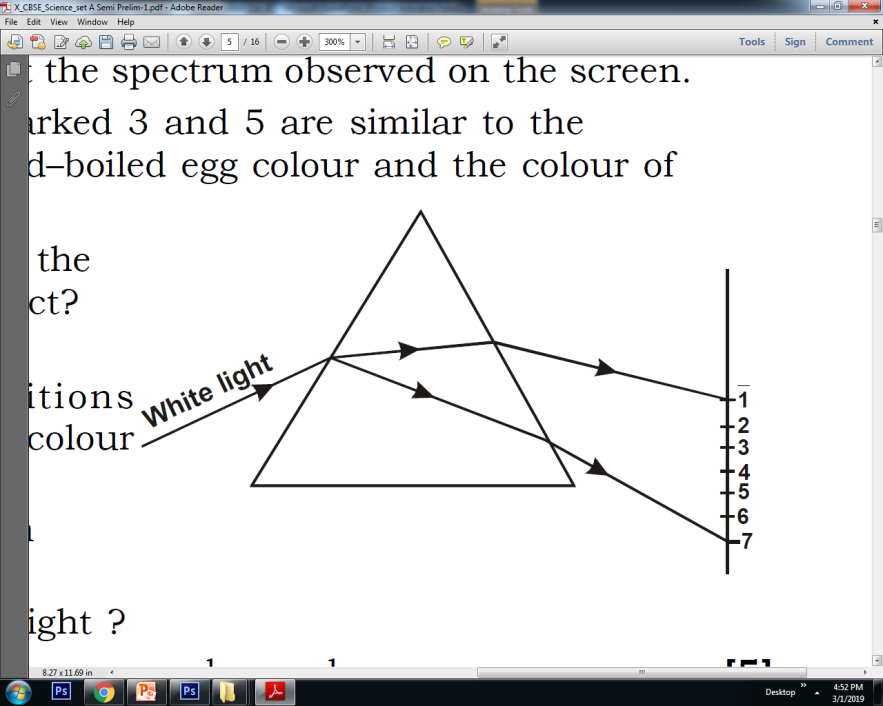 X_CBSE_Science_set A Semi Prelim-1.pdf - Adobe Reader
File Edit View Window Help
5 / 16 300% Tools Sign Comment
t the spectrum observed on the screen.
arked 3 and 5 are similar to the
d–boiled egg colour and the colour of
the
ct?
itions
colour
ight ?
White light
1
2
3
4
5
6
7
[5]
8.27 x 11.69 in
Ps
Ps
Desktop
4:52 PM
3/1/2019